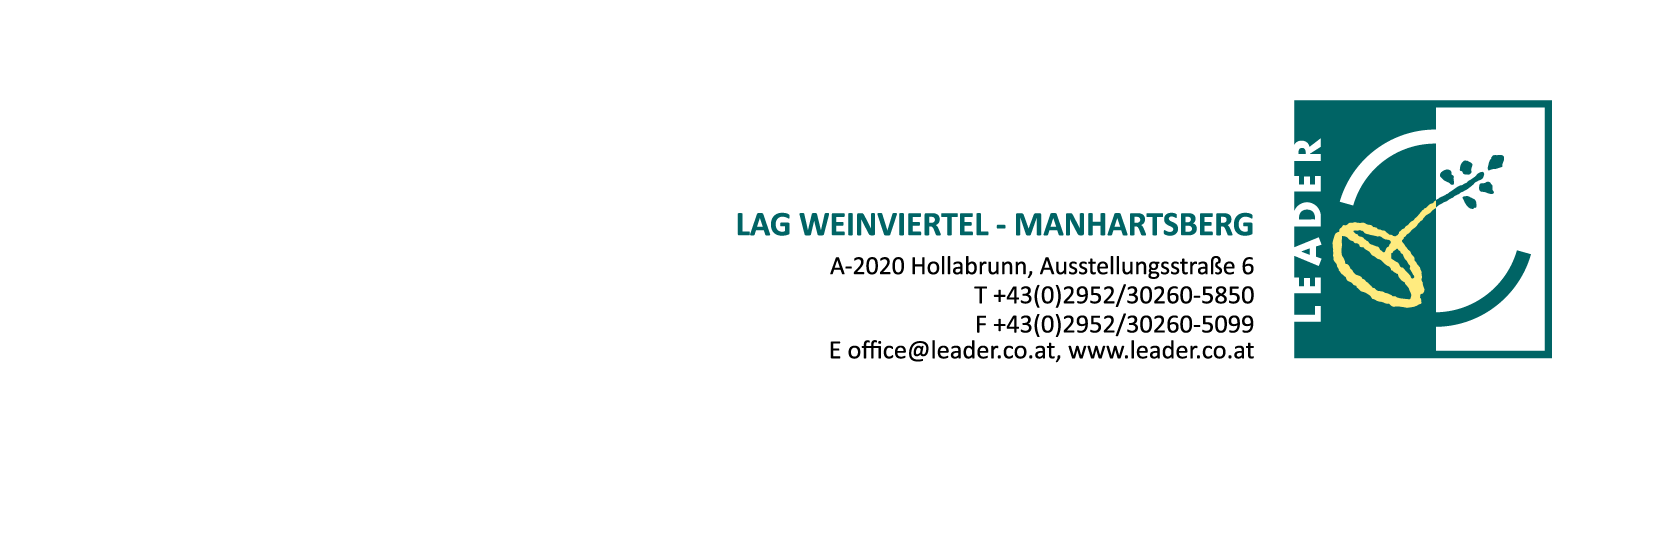 LAG WEINVIERTEL - MANHARTSBERG
A-2020 Hollabrunn, Ausstellungsstraße 6
T +43(0)2952/30260-5850
F +43(0)2952/30260-5099
E office@leader.co.at, www.leader.co.at
LEADER